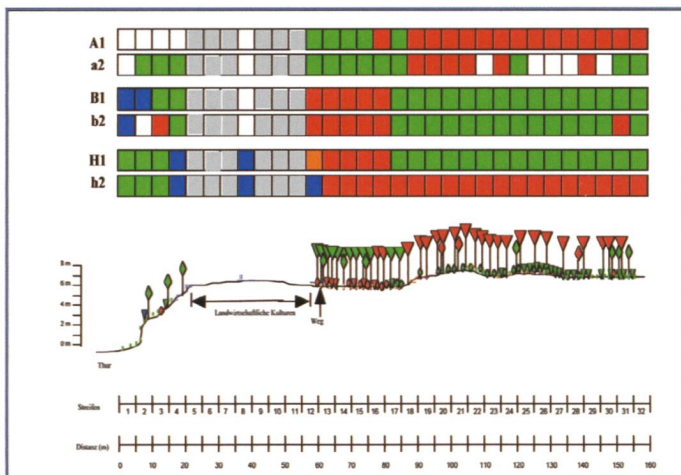 A1
a2
B1
b2
H1
h2
8 m
6 m
4 m
2 m
0 m
Landwirtschaftliche Kulturen
Weg
Thur
Streifen 1 2 3 4 5 6 7 8 9 10 11 12 13 14 15 16 17 18 19 20 21 22 23 24 25 26 27 28 29 30 31 32
Distanz (m)
0 10 20 30 40 50 60 70 80 90 100 110 120 130 140 150 160